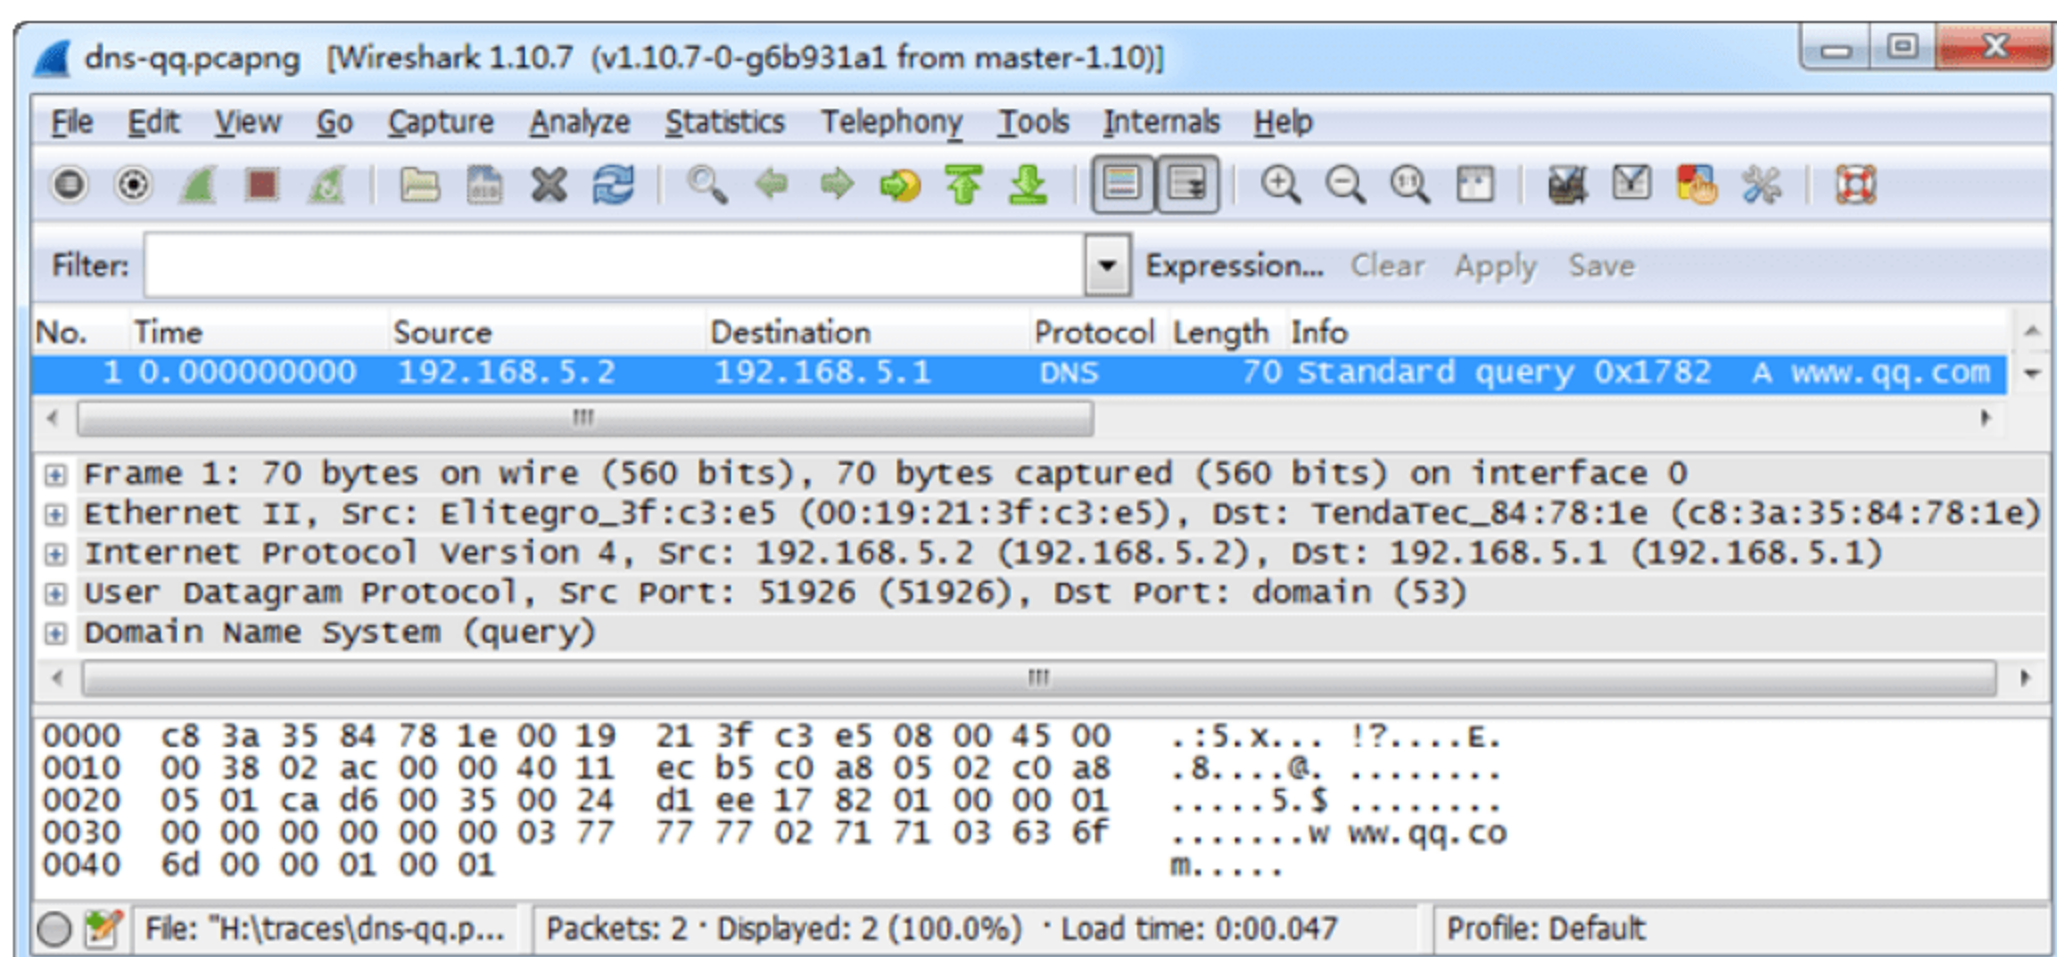 dns-qq.pcapng [Wireshark 1.10.7 (v1.10.7-0-g6b931a1 from master-1.10)]
File Edit View Go Capture Analyze Statistics Telephony Tools Internals Help
Filter: Expression... Clear Apply Save
No. Time Source Destination Protocol Length Info
1 0.000000000 192.168.5.2 192.168.5.1 DNS 70 Standard query 0x1782 A www.qq.com
Frame 1: 70 bytes on wire (560 bits), 70 bytes captured (560 bits) on interface 0
Ethernet II, Src: Elitegro_3f:c3:e5 (00:19:21:3f:c3:e5), Dst: TendaTec_84:78:1e (c8:3a:35:84:78:1e)
Internet Protocol Version 4, Src: 192.168.5.2 (192.168.5.2), Dst: 192.168.5.1 (192.168.5.1)
User Datagram Protocol, Src Port: 51926 (51926), Dst Port: domain (53)
Domain Name System (query)
0000 c8 3a 35 84 78 1e 00 19 21 3f c3 e5 08 00 45 00 .:5.x... !?....E.
0010 00 38 02 ac 00 00 40 11 ec b5 c0 a8 05 02 c0 a8 .8....@. ........
0020 05 01 ca d6 00 35 00 24 d1 ee 17 82 01 00 00 01 .....5.$ ........
0030 00 00 00 00 00 00 03 77 77 77 02 71 71 03 63 6f .......w ww.qq.co
0040 6d 00 00 01 00 01 m.....
File: "H:\traces\dns-qq.p... Packets: 2 · Displayed: 2 (100.0%) · Load time: 0:00.047 Profile: Default